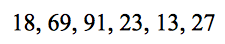 18, 69, 91, 23, 13, 27